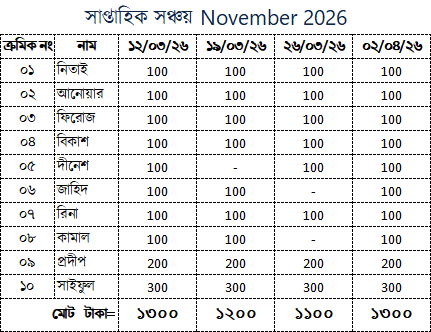 সাপ্তাহিক সঞ্চয় November 2026
ক্রমিক নং নাম ১২/০৩/২৬ ১৯/০৩/২৬ ২৬/০৩/২৬ ০২/০৪/২৬
০১ নিতাই 100 100 100 100
০২ আনোয়ার 100 100 100 100
০৩ ফিরোজ 100 100 100 100
০৪ বিকাশ 100 100 100 100
০৫ দীনেশ 100 - 100 100
০৬ জাহিদ 100 100 - 100
০৭ রিনা 100 100 100 100
০৮ কামাল 100 100 - 100
০৯ প্রদীপ 200 200 200 200
১০ সাইফুল 300 300 300 300
মোট টাকা= ১৩০০ ১২০০ ১১০০ ১৩০০